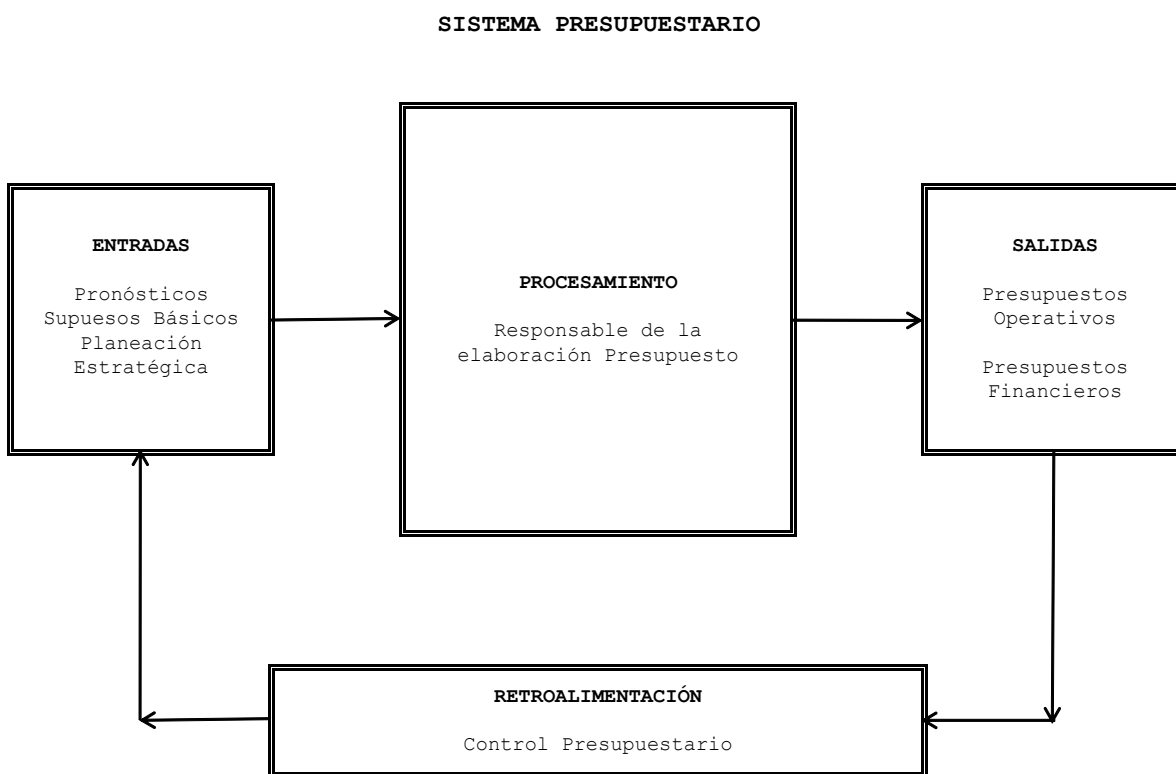 SISTEMA PRESUPUESTARIO
ENTRADAS
Pronósticos
Supuesos Básicos
Planeación
Estratégica
PROCESAMIENTO
Responsable de la
elaboración Presupuesto
SALIDAS
Presupuestos
Operativos
Presupuestos
Financieros
RETROALIMENTACIÓN
Control Presupuestario